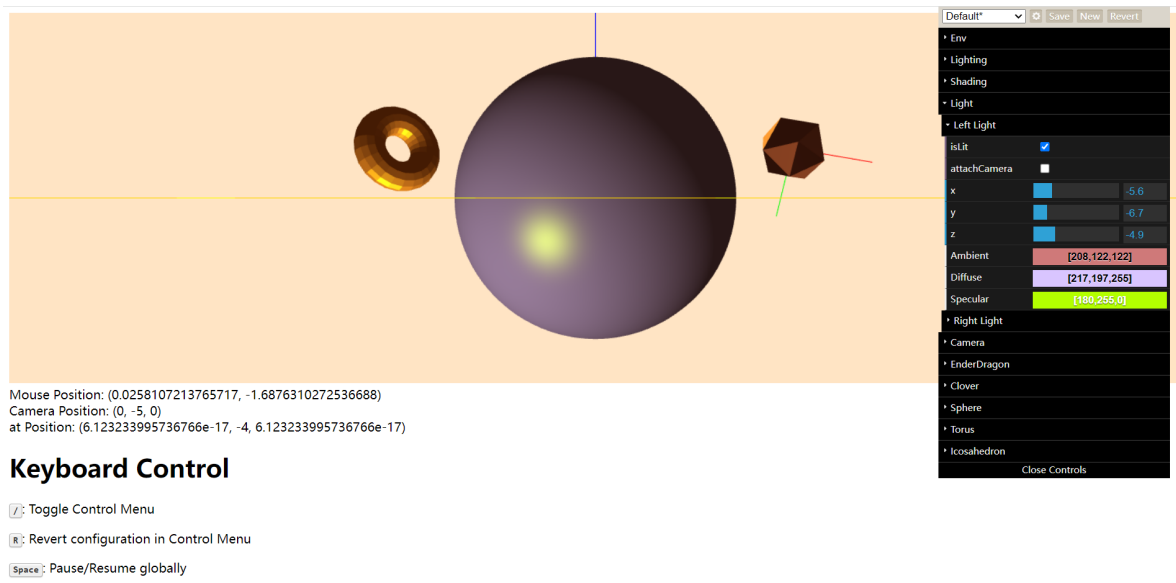 Default*
Save
New
Revert
Env
Lighting
Shading
Light
Left Light
isLit
attachCamera
x -5.6
y -6.7
z -4.9
Ambient [208,122,122]
Diffuse [217,197,255]
Specular [180,255,0]
Right Light
Camera
EnderDragon
Clover
Sphere
Torus
Icosahedron
Close Controls
Mouse Position: (0.0258107213765717, -1.6876310272536688)
Camera Position: (0, -5, 0)
at Position: (6.123233995736766e-17, -4, 6.123233995736766e-17)
Keyboard Control
/: Toggle Control Menu
R: Revert configuration in Control Menu
Space: Pause/Resume globally